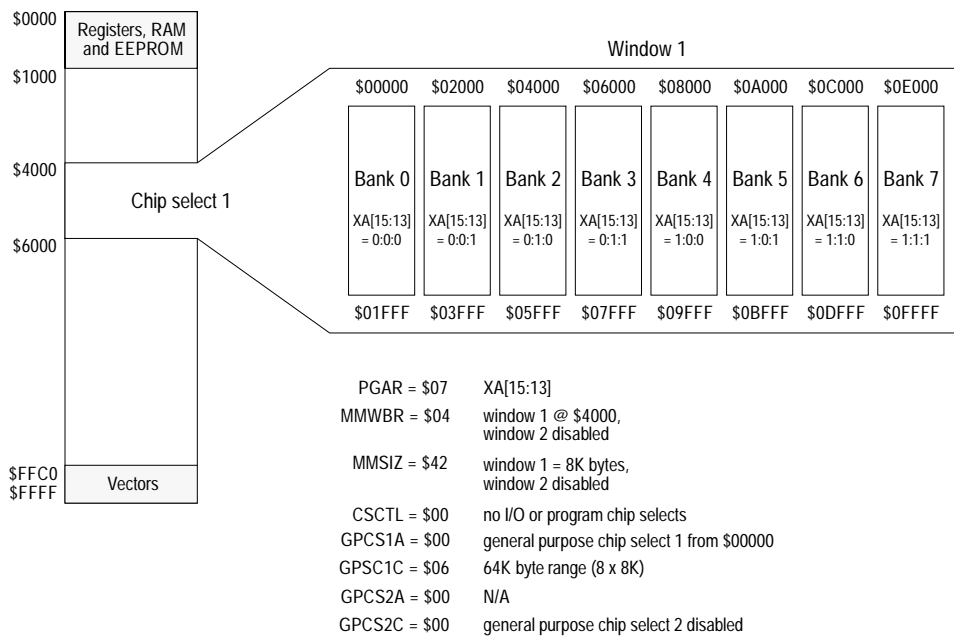 $0000
Registers, RAM
and EEPROM
$1000
$4000
Chip select 1
$6000
$FFC0
$FFFF
Vectors
Window 1
$00000 $02000 $04000 $06000 $08000 $0A000 $0C000 $0E000
Bank 0 Bank 1 Bank 2 Bank 3 Bank 4 Bank 5 Bank 6 Bank 7
XA[15:13] XA[15:13] XA[15:13] XA[15:13] XA[15:13] XA[15:13] XA[15:13] XA[15:13]
= 0:0:0 = 0:0:1 = 0:1:0 = 0:1:1 = 1:0:0 = 1:0:1 = 1:1:0 = 1:1:1
$01FFF $03FFF $05FFF $07FFF $09FFF $0BFFF $0DFFF $0FFFF
PGAR = $07 XA[15:13]
MMWBR = $04 window 1 @ $4000,
window 2 disabled
MMSIZ = $42 window 1 = 8K bytes,
window 2 disabled
CSCTL = $00 no I/O or program chip selects
GPCS1A = $00 general purpose chip select 1 from $00000
GPSC1C = $06 64K byte range (8 x 8K)
GPCS2A = $00 N/A
GPCS2C = $00 general purpose chip select 2 disabled